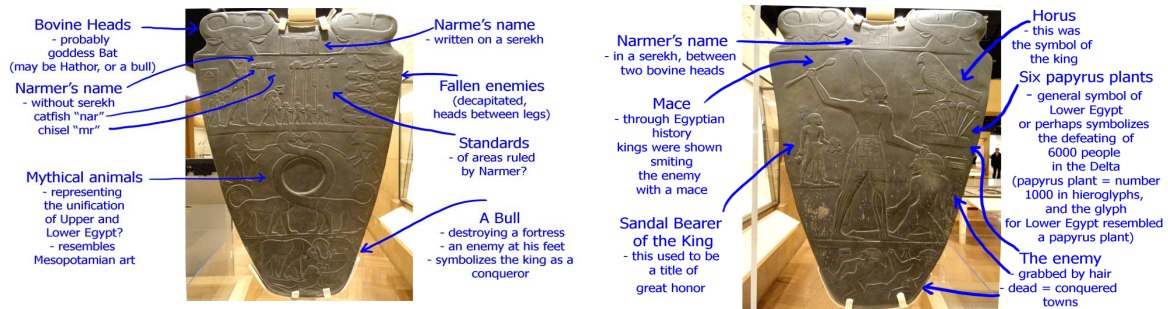 Bovine Heads
- probably
goddess Bat
(may be Hathor, or a bull)
Narmer's name
- without serekh
catfish "nar"
chisel "mr"
Mythical animals
- representing
the unification
of Upper and
Lower Egypt?
- resembles
Mesopotamian art
Narme's name
- written on a serekh
Fallen enemies
(decapitated,
heads between legs)
Standards
- of areas ruled
by Narmer?
A Bull
- destroying a fortress
- an enemy at his feet
- symbolizes the king as a
conqueror
Narmer's name
- in a serekh, between
two bovine heads
Mace
- through Egyptian
history
kings were shown
smiting
the enemy
with a mace
Sandal Bearer
of the King
- this used to be
a title of
great honor
Horus
- this was
the symbol of
the king
Six papyrus plants
- general symbol of
Lower Egypt
or perhaps symbolizes
the defeating of
6000 people
in the Delta
(papyrus plant = number
1000 in hieroglyphs,
and the glyph
for Lower Egypt resembled
a papyrus plant)
The enemy
- grabbed by hair
- dead = conquered
towns